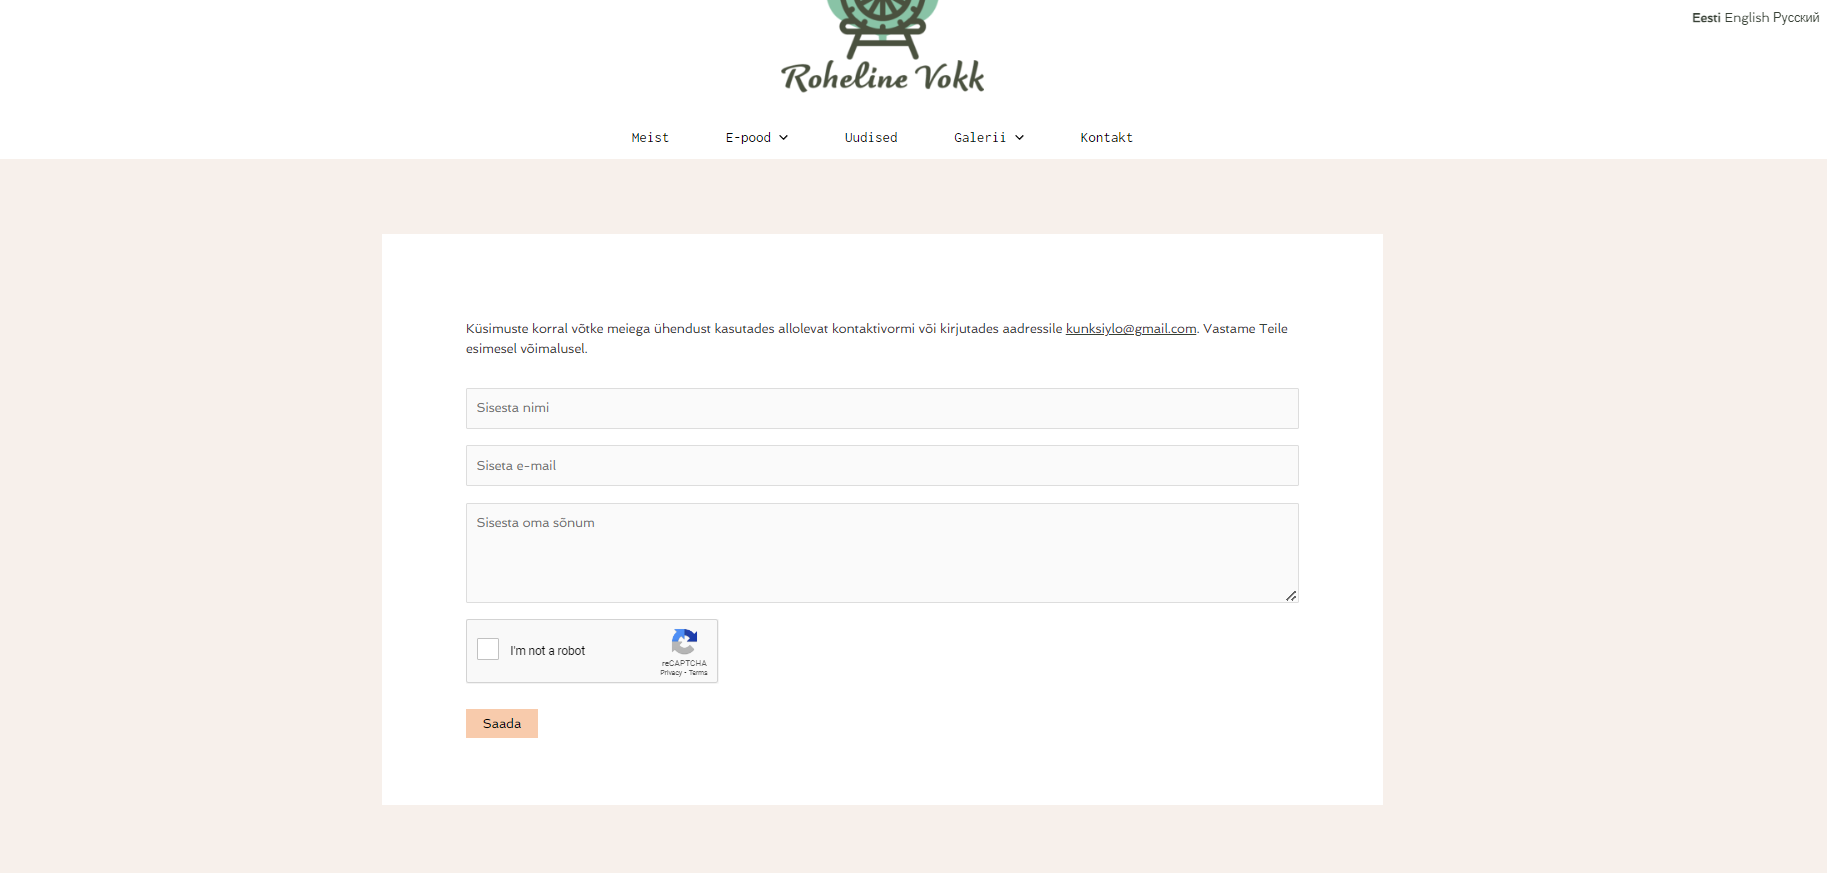 Eesti English Русский
Roheline Vokk
Meist E-pood Uudised Galerii Kontakt
Küsimuste korral võtke meiega ühendust kasutades allolevat kontaktivormi või kirjutades aadressile kunksiylo@gmail.com. Vastame Teile
esimesel võimalusel.
Sisesta nimi
Siseta e-mail
Sisesta oma sõnum
I'm not a robot
reCAPTCHA
Privacy - Terms
Saada